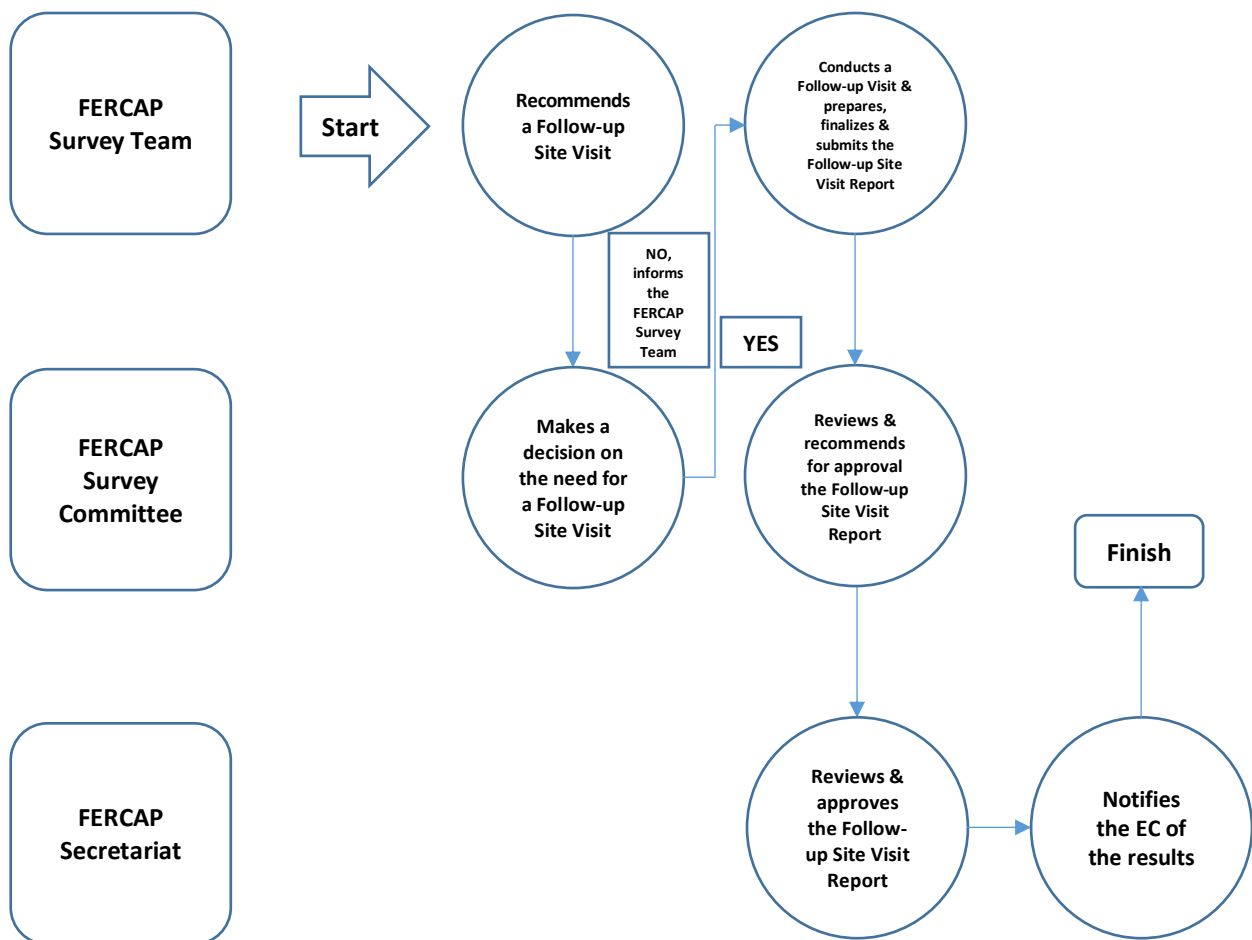 FERCAP
Survey Team
Start
Recommends
a Follow-up
Site Visit
Conducts a
Follow-up Visit &
prepares,
finalizes &
submits the
Follow-up Site
Visit Report
NO,
informs
the
FERCAP
Survey
Team
YES
FERCAP
Survey
Committee
Makes a
decision on
the need for
a Follow-up
Site Visit
Reviews &
recommends
for approval
the Follow-up
Site Visit
Report
Finish
FERCAP
Secretariat
Reviews &
approves
the Follow-
up Site Visit
Report
Notifies
the EC of
the results